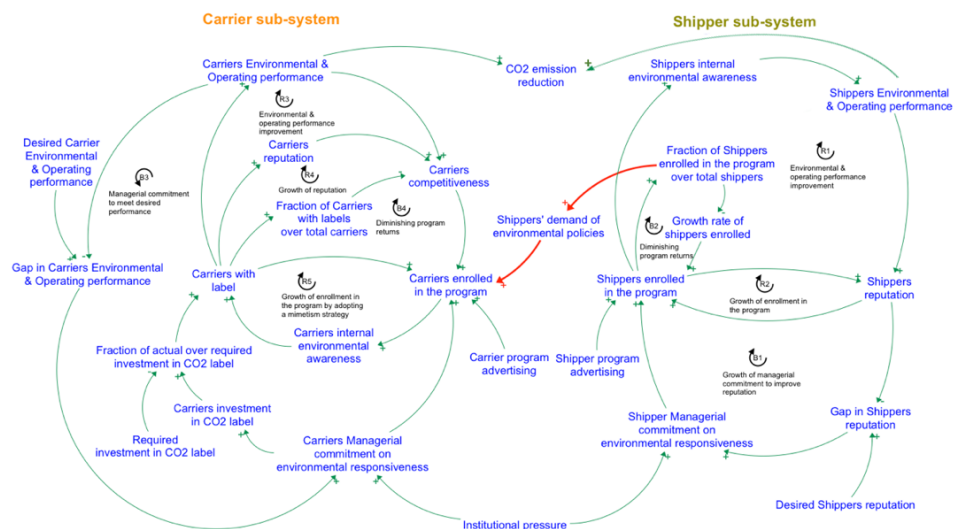 Carrier sub-system
Shipper sub-system
Carriers Environmental &
Operating performance
CO2 emission
reduction
Shippers internal
environmental awareness
Shippers Environmental
& Operating performance
R3
Environmental &
operating performance
improvement
Desired Carrier
Environmental
& Operating
performance
B3
Managerial commitment
to meet desired
performance
Carriers
reputation
R4
Growth of reputation
Carriers
competitiveness
Fraction of Shippers
enrolled in the program
over total shippers
R1
Environmental &
operating performance
improvement
Fraction of Carriers
with labels
over total carriers
B4
Diminishing program
returns
Shippers' demand of
environmental policies
B2
Diminishing
program returns
Growth rate of
shippers enrolled
Gap in Carriers Environmental
& Operating performance
Carriers with
label
R5
Growth of enrollment in
the program by adopting
a mimetism strategy
Carriers enrolled
in the program
Shippers enrolled
in the program
R2
Growth of enrollment in
the program
Shippers
reputation
Carriers internal
environmental
awareness
Fraction of actual over required
investment in CO2 label
Carrier program
advertising
Shipper program
advertising
B1
Growth of managerial
commitment to improve
reputation
Carriers investment
in CO2 label
Required
investment in CO2 label
Carriers Managerial
commitment on
environmental responsiveness
Shipper Managerial
commitment on
environmental responsiveness
Gap in Shippers
reputation
Desired Shippers reputation
Institutional pressure